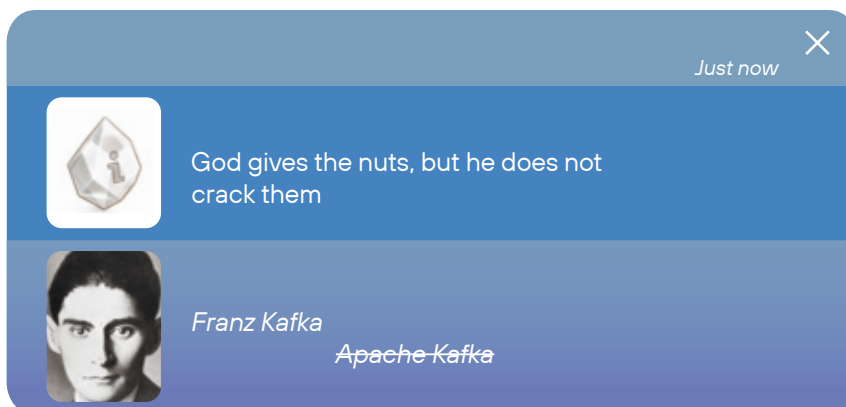 Just now
God gives the nuts, but he does not
crack them
Franz Kafka
Apache Kafka